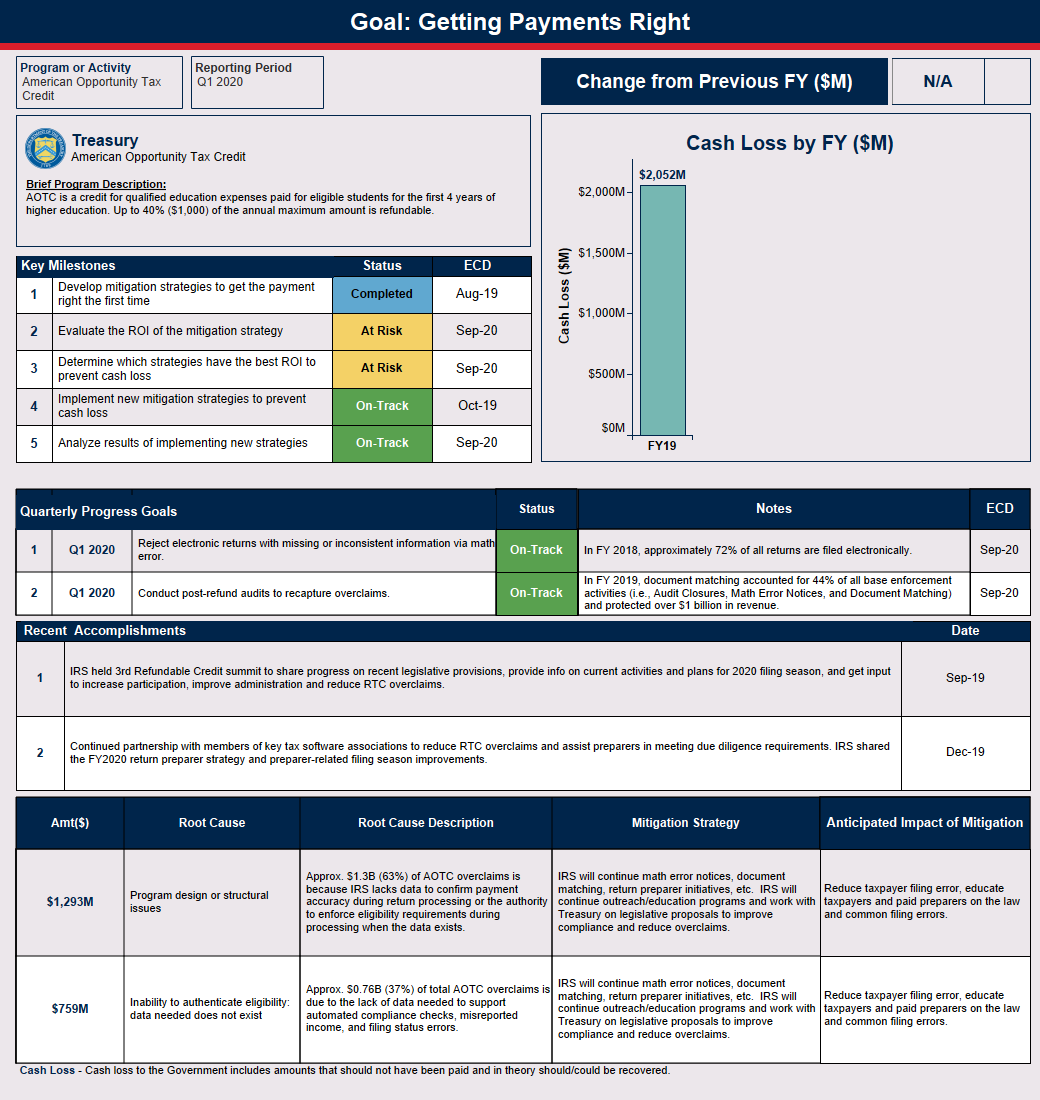 Goal: Getting Payments Right
Program or Activity
American Opportunity Tax
Credit
Reporting Period
Q1 2020
Change from Previous FY ($M)
N/A
Treasury
American Opportunity Tax Credit
Brief Program Description:
AOTC is a credit for qualified education expenses paid for eligible students for the first 4 years of
higher education. Up to 40% ($1,000) of the annual maximum amount is refundable.
Cash Loss by FY ($M)
$2,052M
$2,000M
$1,500M
$1,000M
$500M
$0M
Cash Loss ($M)
FY19
Key Milestones Status ECD
1 Develop mitigation strategies to get the payment
right the first time
Completed Aug-19
2 Evaluate the ROI of the mitigation strategy At Risk Sep-20
3 Determine which strategies have the best ROI to
prevent cash loss
At Risk Sep-20
4 Implement new mitigation strategies to prevent
cash loss
On-Track Oct-19
5 Analyze results of implementing new strategies On-Track Sep-20
Quarterly Progress Goals Status Notes ECD
1 Q1 2020 Reject electronic returns with missing or inconsistent information via math
error.
On-Track In FY 2018, approximately 72% of all returns are filed electronically. Sep-20
2 Q1 2020 Conduct post-refund audits to recapture overclaims. On-Track
In FY 2019, document matching accounted for 44% of all base enforcement
activities (i.e., Audit Closures, Math Error Notices, and Document Matching)
and protected over $1 billion in revenue.
Sep-20
Recent Accomplishments Date
1 IRS held 3rd Refundable Credit summit to share progress on recent legislative provisions, provide info on current activities and plans for 2020 filing season, and get input
to increase participation, improve administration and reduce RTC overclaims.
Sep-19
2 Continued partnership with members of key tax software associations to reduce RTC overclaims and assist preparers in meeting due diligence requirements. IRS shared
the FY2020 return preparer strategy and preparer-related filing season improvements.
Dec-19
Amt($) Root Cause Root Cause Description Mitigation Strategy Anticipated Impact of Mitigation
$1,293M
Program design or structural
issues
Approx. $1.3B (63%) of AOTC overclaims is
because IRS lacks data to confirm payment
accuracy during return processing or the authority
to enforce eligibility requirements during
processing when the data exists.
IRS will continue math error notices, document
matching, return preparer initiatives, etc. IRS will
continue outreach/education programs and work with
Treasury on legislative proposals to improve
compliance and reduce overclaims.
Reduce taxpayer filing error, educate
taxpayers and paid preparers on the law
and common filing errors.
$759M
Inability to authenticate eligibility:
data needed does not exist
Approx. $0.76B (37%) of total AOTC overclaims is
due to the lack of data needed to support
automated compliance checks, misreported
income, and filing status errors.
IRS will continue math error notices, document
matching, return preparer initiatives, etc. IRS will
continue outreach/education programs and work with
Treasury on legislative proposals to improve
compliance and reduce overclaims.
Reduce taxpayer filing error, educate
taxpayers and paid preparers on the law
and common filing errors.
Cash Loss - Cash loss to the Government includes amounts that should not have been paid and in theory should/could be recovered.